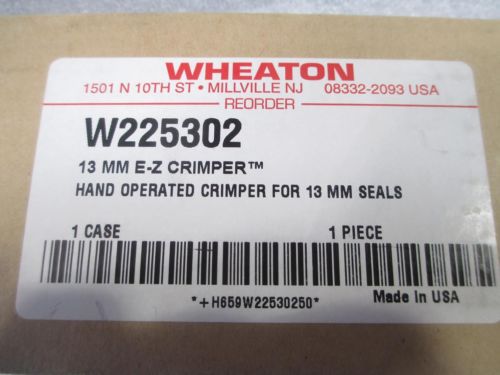 WHEATON
1501 N 10TH ST • MILLVILLE NJ 08332-2093 USA
REORDER
W225302
13 MM E-Z CRIMPER™
HAND OPERATED CRIMPER FOR 13 MM SEALS
1 CASE 1 PIECE
*+H659W22530250* Made In USA